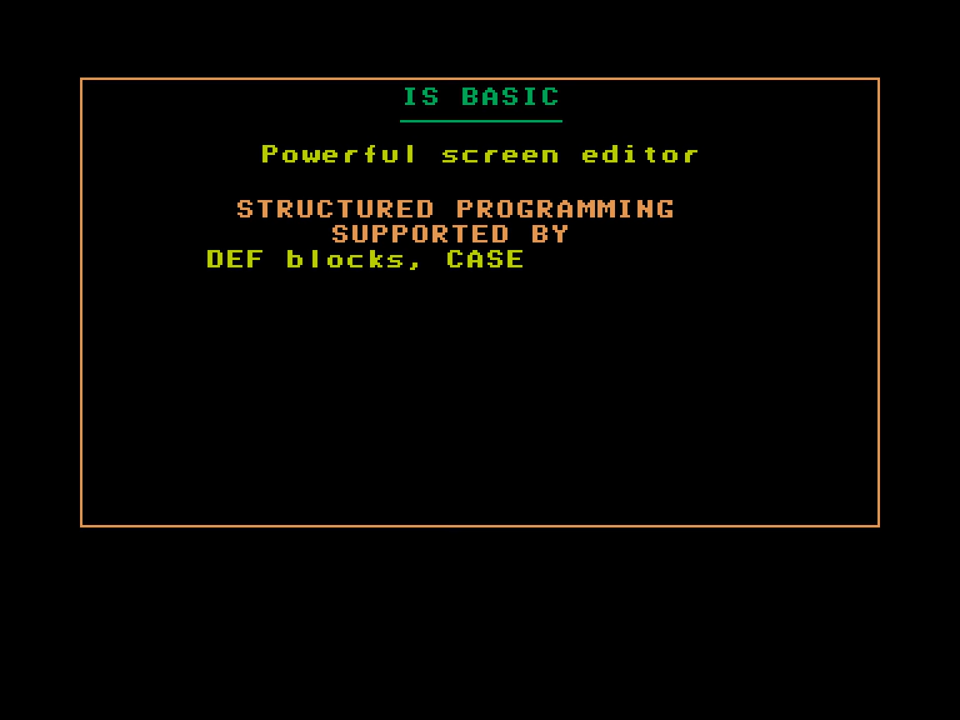 IS BASIC
Powerful screen editor
STRUCTURED PROGRAMMING
SUPPORTED BY
DEF blocks, CASE